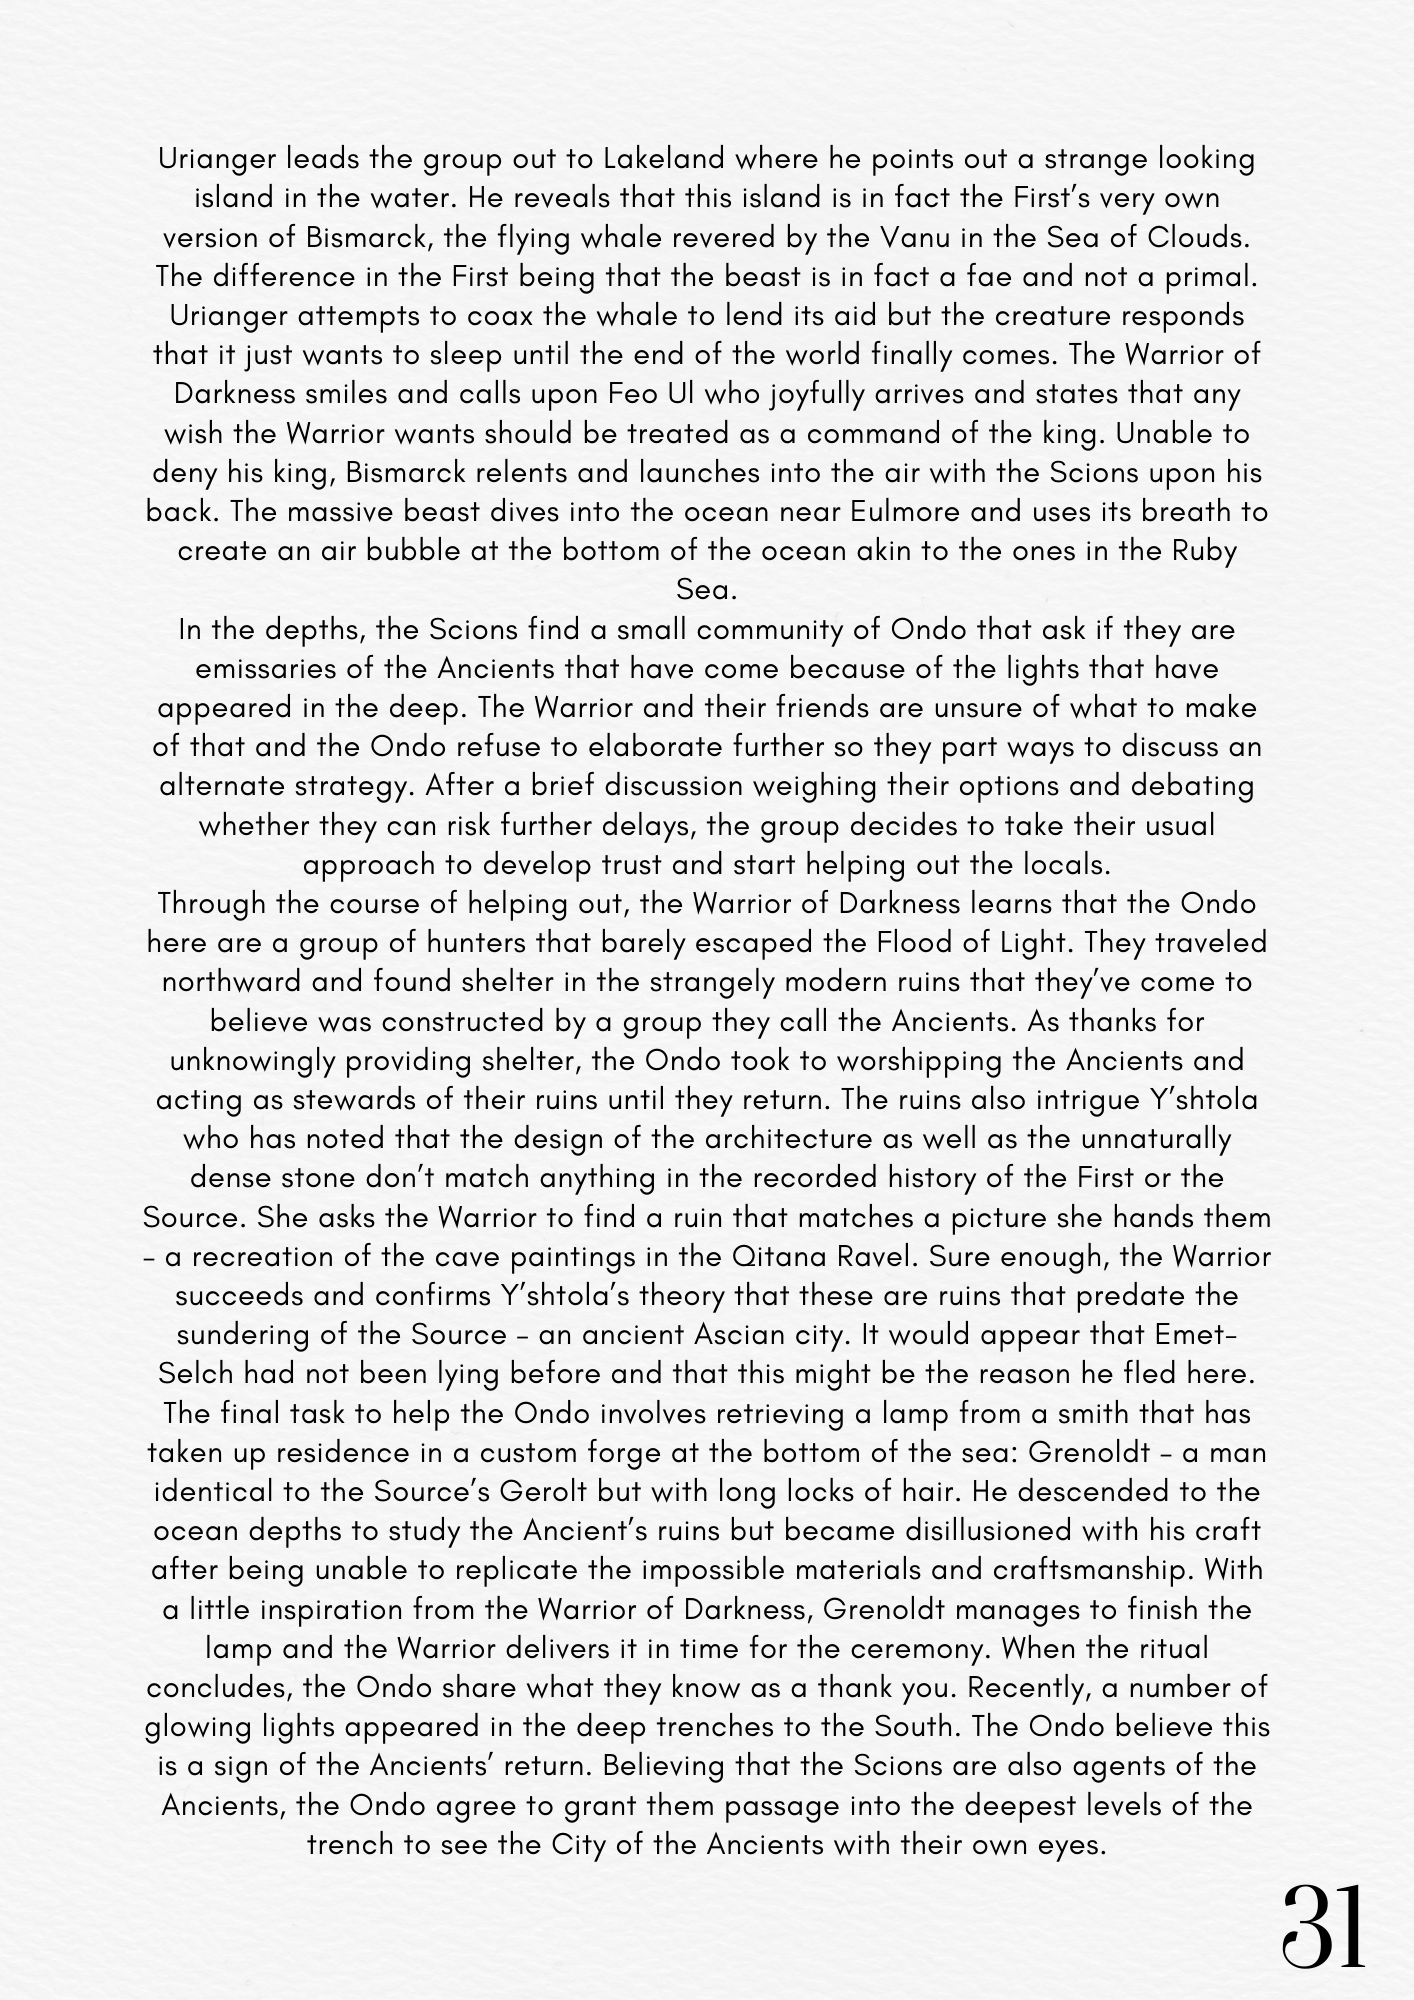 Urianger leads the group out to Lakeland where he points out a strange looking
island in the water. He reveals that this island is in fact the First’s very own
version of Bismarck, the flying whale revered by the Vanu in the Sea of Clouds.
The difference in the First being that the beast is in fact a fae and not a primal.
Urianger attempts to coax the whale to lend its aid but the creature responds
that it just wants to sleep until the end of the world finally comes. The Warrior of
Darkness smiles and calls upon Feo Ul who joyfully arrives and states that any
wish the Warrior wants should be treated as a command of the king. Unable to
deny his king, Bismarck relents and launches into the air with the Scions upon his
back. The massive beast dives into the ocean near Eulmore and uses its breath to
create an air bubble at the bottom of the ocean akin to the ones in the Ruby
Sea.
In the depths, the Scions find a small community of Ondo that ask if they are
emissaries of the Ancients that have come because of the lights that have
appeared in the deep. The Warrior and their friends are unsure of what to make
of that and the Ondo refuse to elaborate further so they part ways to discuss an
alternate strategy. After a brief discussion weighing their options and debating
whether they can risk further delays, the group decides to take their usual
approach to develop trust and start helping out the locals.
Through the course of helping out, the Warrior of Darkness learns that the Ondo
here are a group of hunters that barely escaped the Flood of Light. They traveled
northward and found shelter in the strangely modern ruins that they’ve come to
believe was constructed by a group they call the Ancients. As thanks for
unknowingly providing shelter, the Ondo took to worshipping the Ancients and
acting as stewards of their ruins until they return. The ruins also intrigue Y’shtola
who has noted that the design of the architecture as well as the unnaturally
dense stone don’t match anything in the recorded history of the First or the
Source. She asks the Warrior to find a ruin that matches a picture she hands them
– a recreation of the cave paintings in the Qitana Ravel. Sure enough, the Warrior
succeeds and confirms Y’shtola’s theory that these are ruins that predate the
sundering of the Source – an ancient Ascian city. It would appear that Emet-
Selch had not been lying before and that this might be the reason he fled here.
The final task to help the Ondo involves retrieving a lamp from a smith that has
taken up residence in a custom forge at the bottom of the sea: Grenoldt – a man
identical to the Source’s Gerolt but with long locks of hair. He descended to the
ocean depths to study the Ancient’s ruins but became disillusioned with his craft
after being unable to replicate the impossible materials and craftsmanship. With
a little inspiration from the Warrior of Darkness, Grenoldt manages to finish the
lamp and the Warrior delivers it in time for the ceremony. When the ritual
concludes, the Ondo share what they know as a thank you. Recently, a number of
glowing lights appeared in the deep trenches to the South. The Ondo believe this
is a sign of the Ancients’ return. Believing that the Scions are also agents of the
Ancients, the Ondo agree to grant them passage into the deepest levels of the
trench to see the City of the Ancients with their own eyes.
31